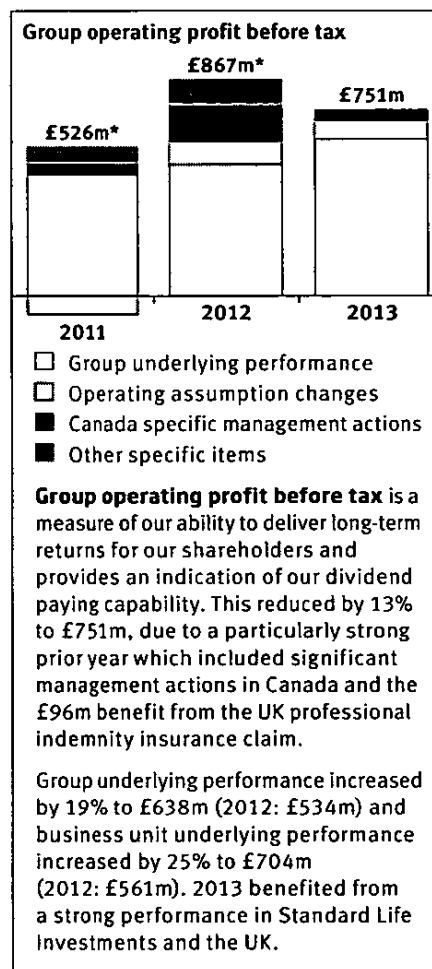 Group operating profit before tax
£867m*
£751m
£526m*
2011
2012
2013
Group underlying performance
Operating assumption changes
Canada specific management actions
Other specific items
Group operating profit before tax is a
measure of our ability to deliver long-term
returns for our shareholders and
provides an indication of our dividend
paying capability. This reduced by 13%
to £751m, due to a particularly strong
prior year which included significant
management actions in Canada and the
£96m benefit from the UK professional
indemnity insurance claim.
Group underlying performance increased
by 19% to £638m (2012: £534m) and
business unit underlying performance
increased by 25% to £704m
(2012: £561m). 2013 benefited from
a strong performance in Standard Life
Investments and the UK.